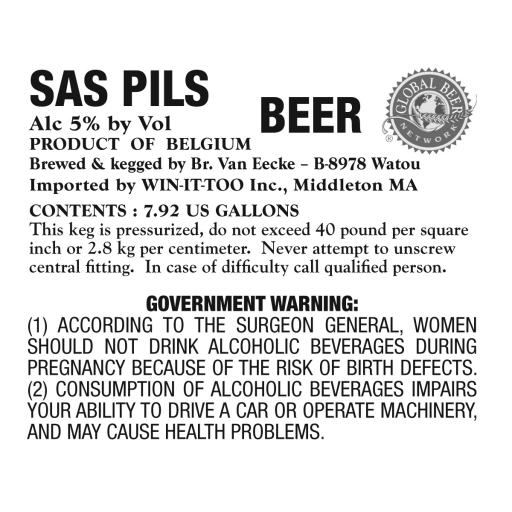 SAS PILS
BEER
GLOBAL BEER
NETWORK
®
Alc 5% by Vol
PRODUCT OF BELGIUM
Brewed & kegged by Br. Van Eecke – B-8978 Watou
Imported by WIN-IT-TOO Inc., Middleton MA
CONTENTS : 7.92 US GALLONS
This keg is pressurized, do not exceed 40 pound per square
inch or 2.8 kg per centimeter. Never attempt to unscrew
central fitting. In case of difficulty call qualified person.
GOVERNMENT WARNING:
(1) ACCORDING TO THE SURGEON GENERAL, WOMEN
SHOULD NOT DRINK ALCOHOLIC BEVERAGES DURING
PREGNANCY BECAUSE OF THE RISK OF BIRTH DEFECTS.
(2) CONSUMPTION OF ALCOHOLIC BEVERAGES IMPAIRS
YOUR ABILITY TO DRIVE A CAR OR OPERATE MACHINERY,
AND MAY CAUSE HEALTH PROBLEMS.